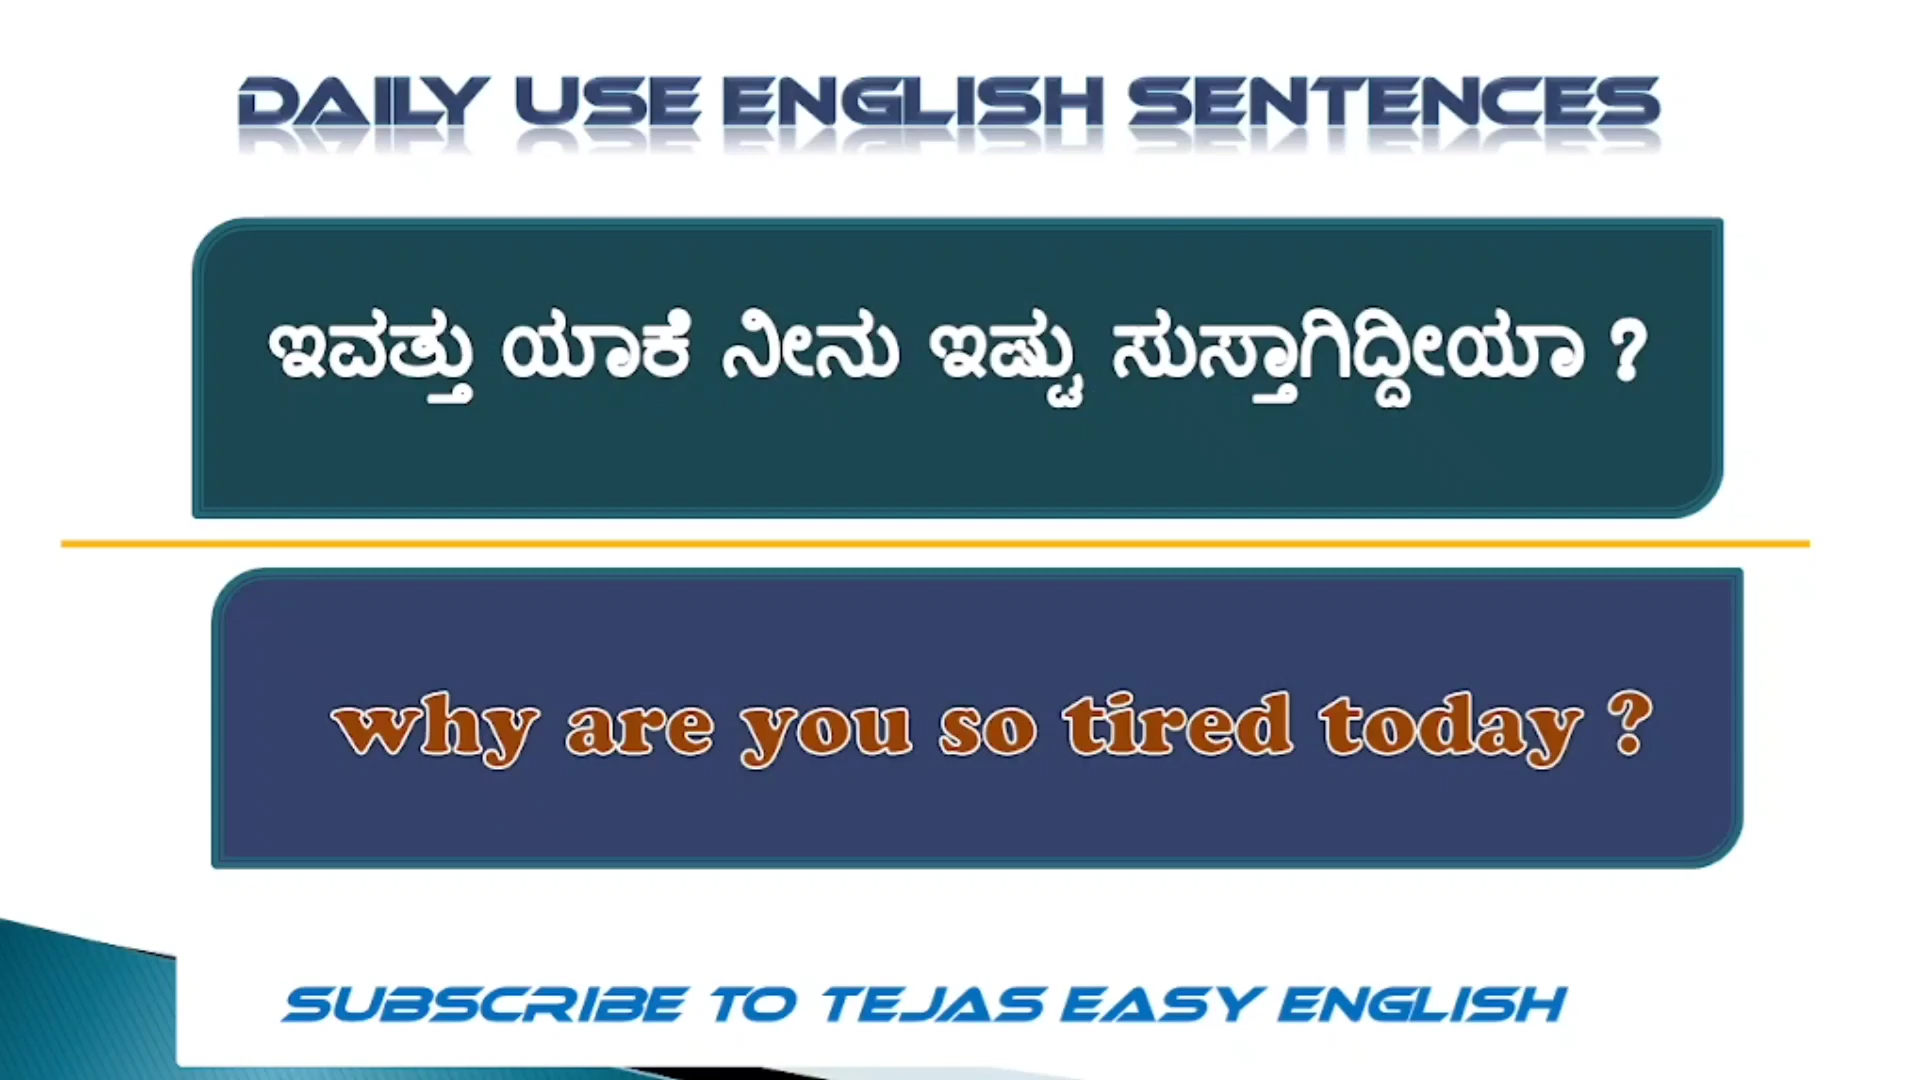 DAILY USE ENGLISH SENTENCES
ಇವತ್ತು ಯಾಕೆ ನೀನು ಇಷ್ಟು ಸುಸ್ತಾಗಿದ್ದೀಯಾ ?
why are you so tired today ?
SUBSCRIBE TO TEJAS EASY ENGLISH